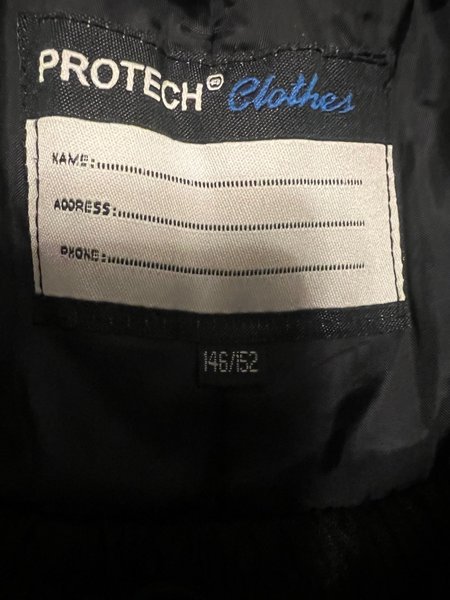 PROTECH® Clothes
NAME:
ADDRESS:
PHONE:
146/152